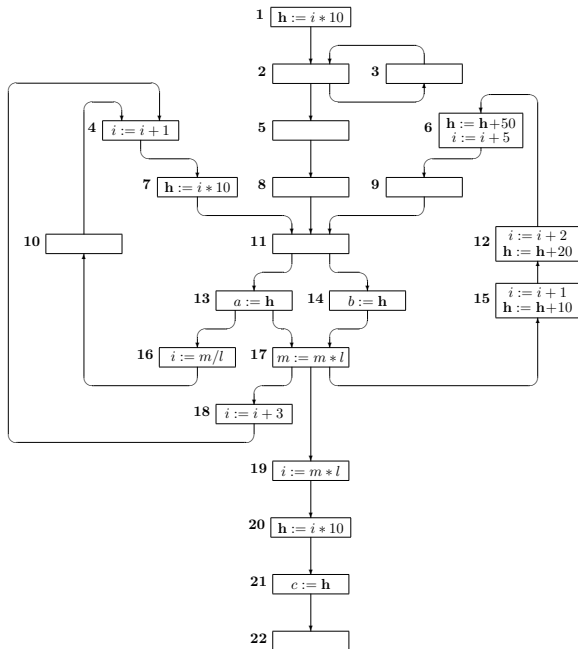 1 h := i ∗ 10
2
3
4 i := i + 1
5
6 h := h+50
i := i + 5
7 h := i ∗ 10
8
9
10
11
12 i := i + 2
h := h+20
13 a := h
14 b := h
15 i := i + 1
h := h+10
16 i := m/l
17 m := m ∗ l
18 i := i + 3
19 i := m ∗ l
20 h := i ∗ 10
21 c := h
22